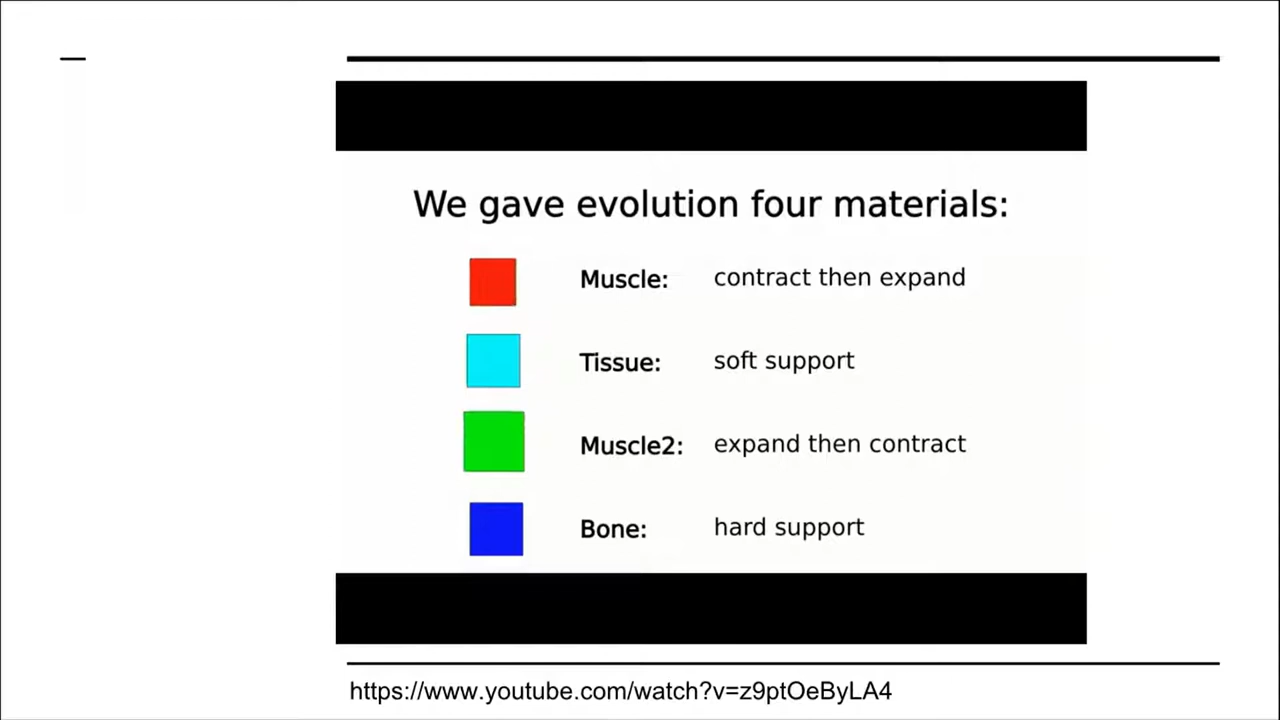 We gave evolution four materials:
Muscle: contract then expand
Tissue: soft support
Muscle2: expand then contract
Bone: hard support
https://www.youtube.com/watch?v=z9ptOeByLA4